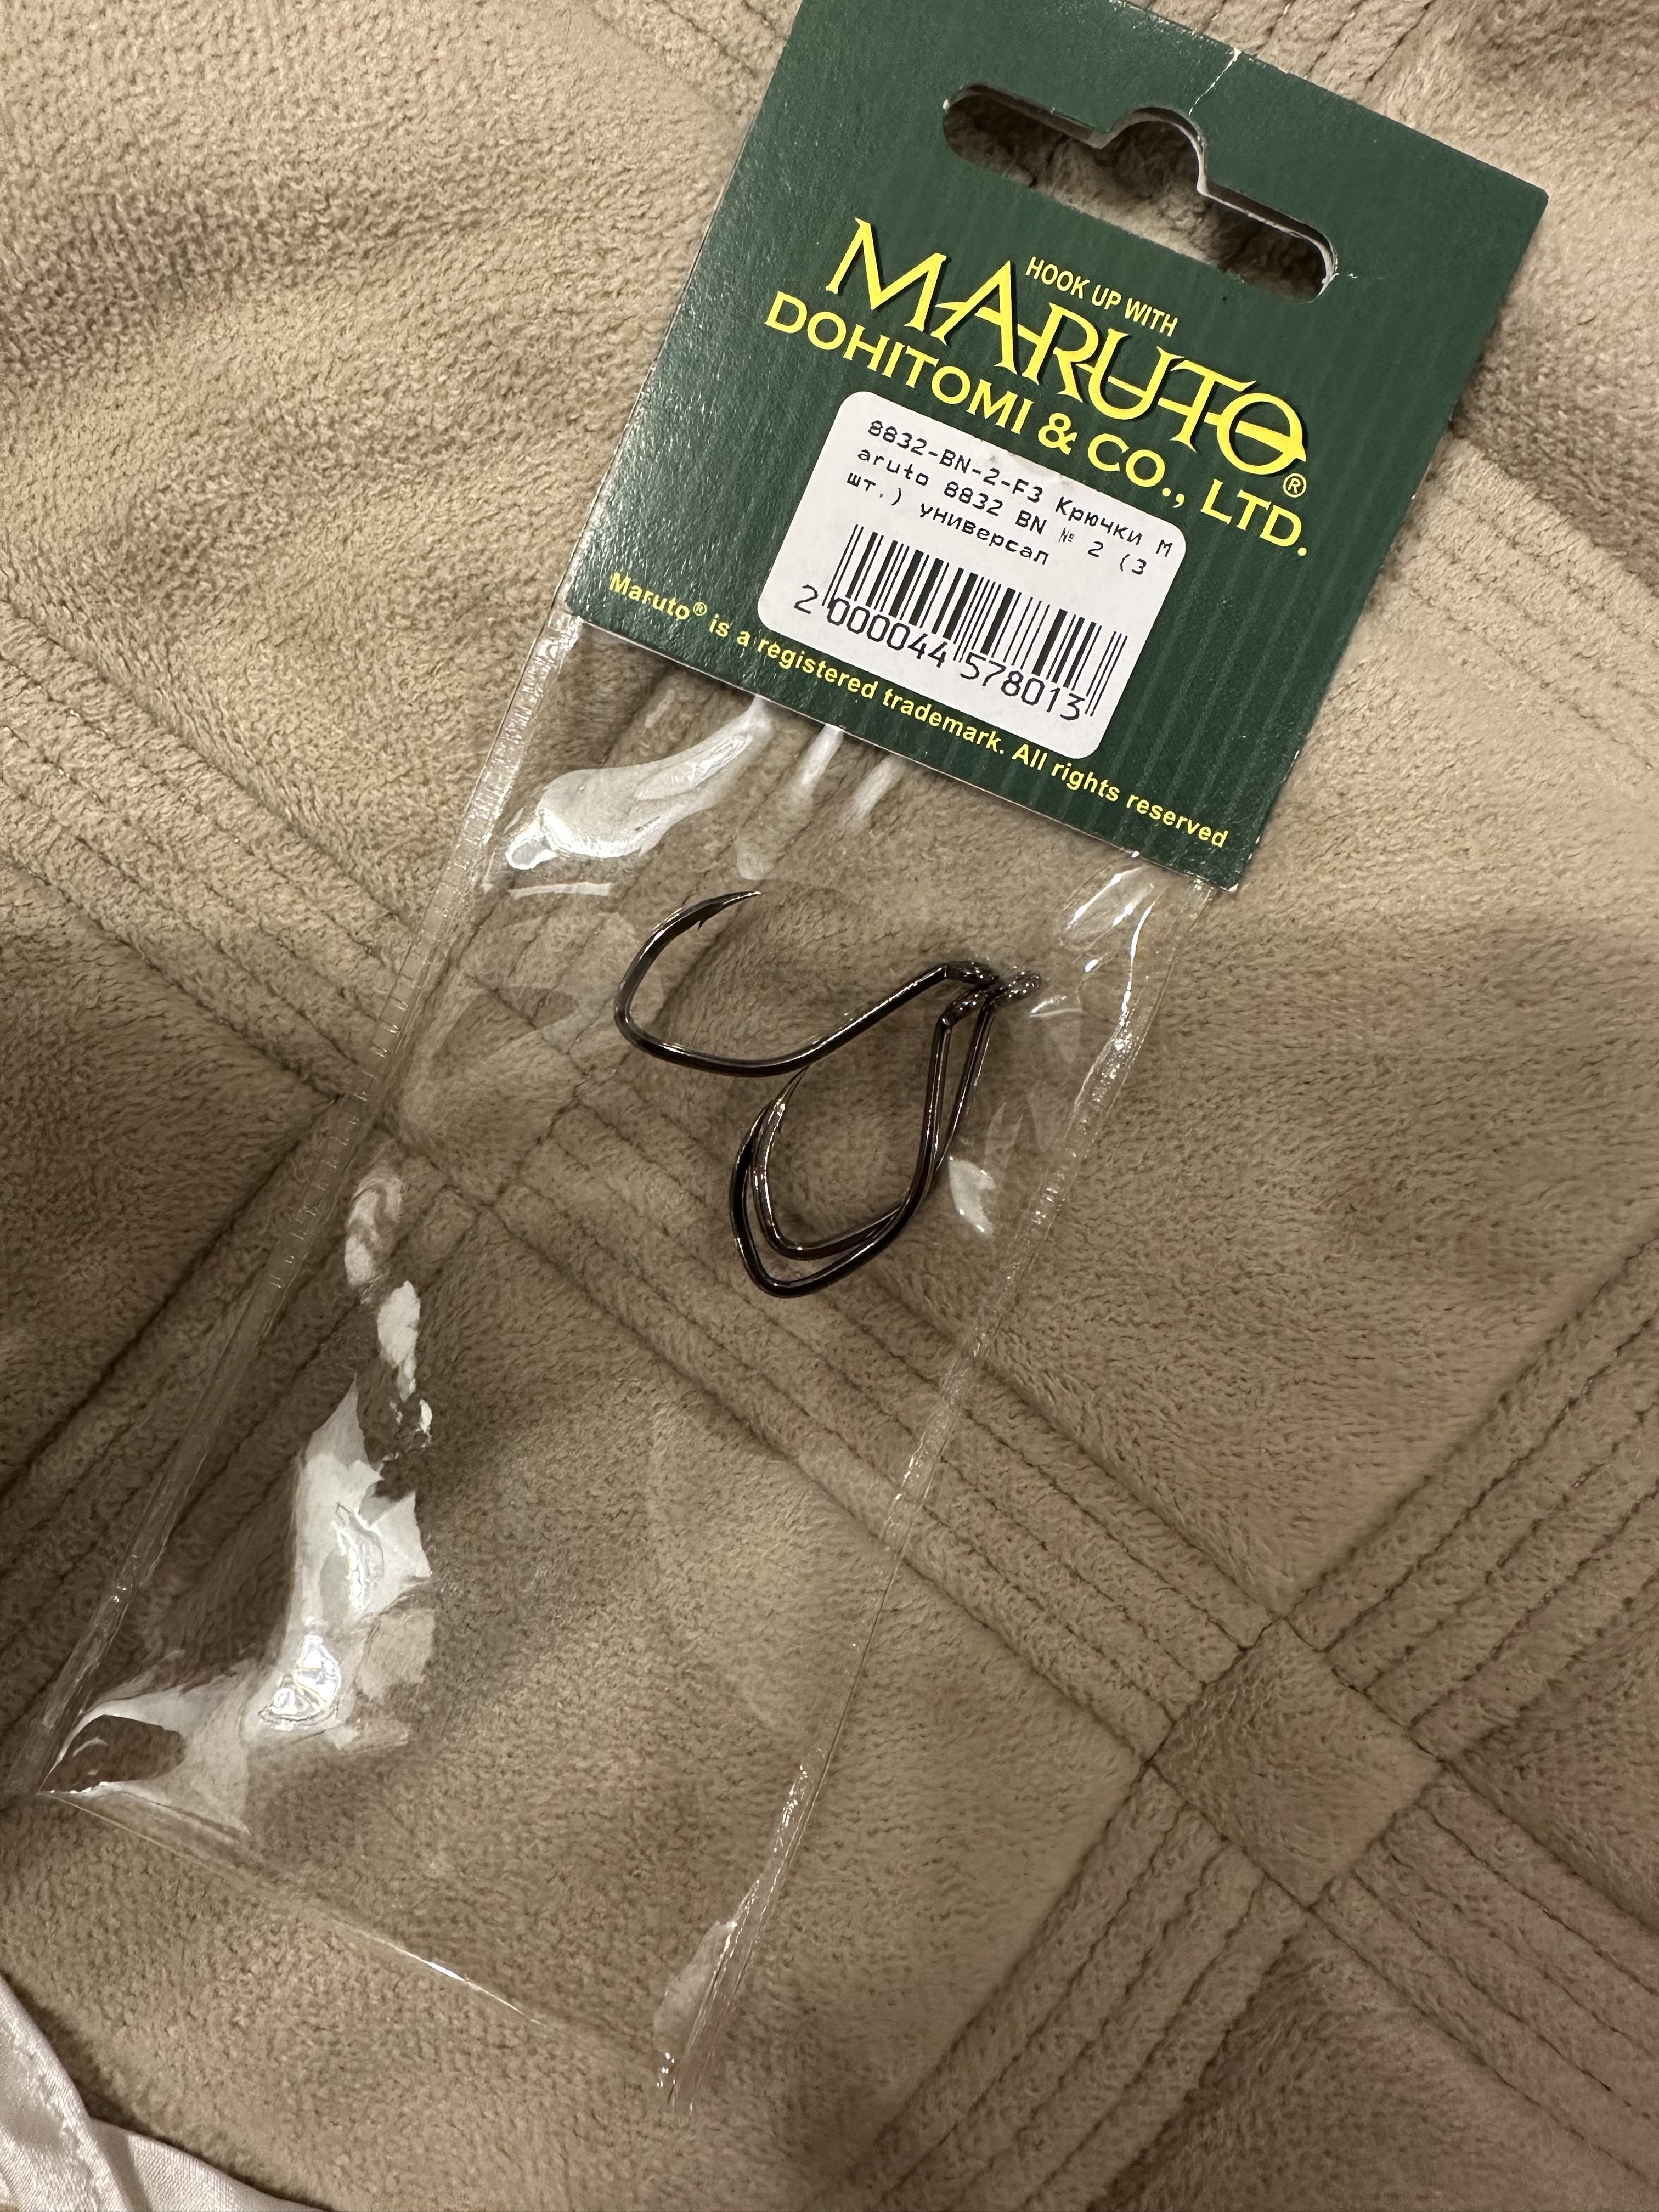 HOOK UP WITH
MARUTO
DOHITOMI & CO., LTD.®
8832-BN-2-F3 Крючки М
aruto 8832 BN № 2 (3
шт.) универсал
2 000044 578013
Maruto® is a registered trademark. All rights reserved